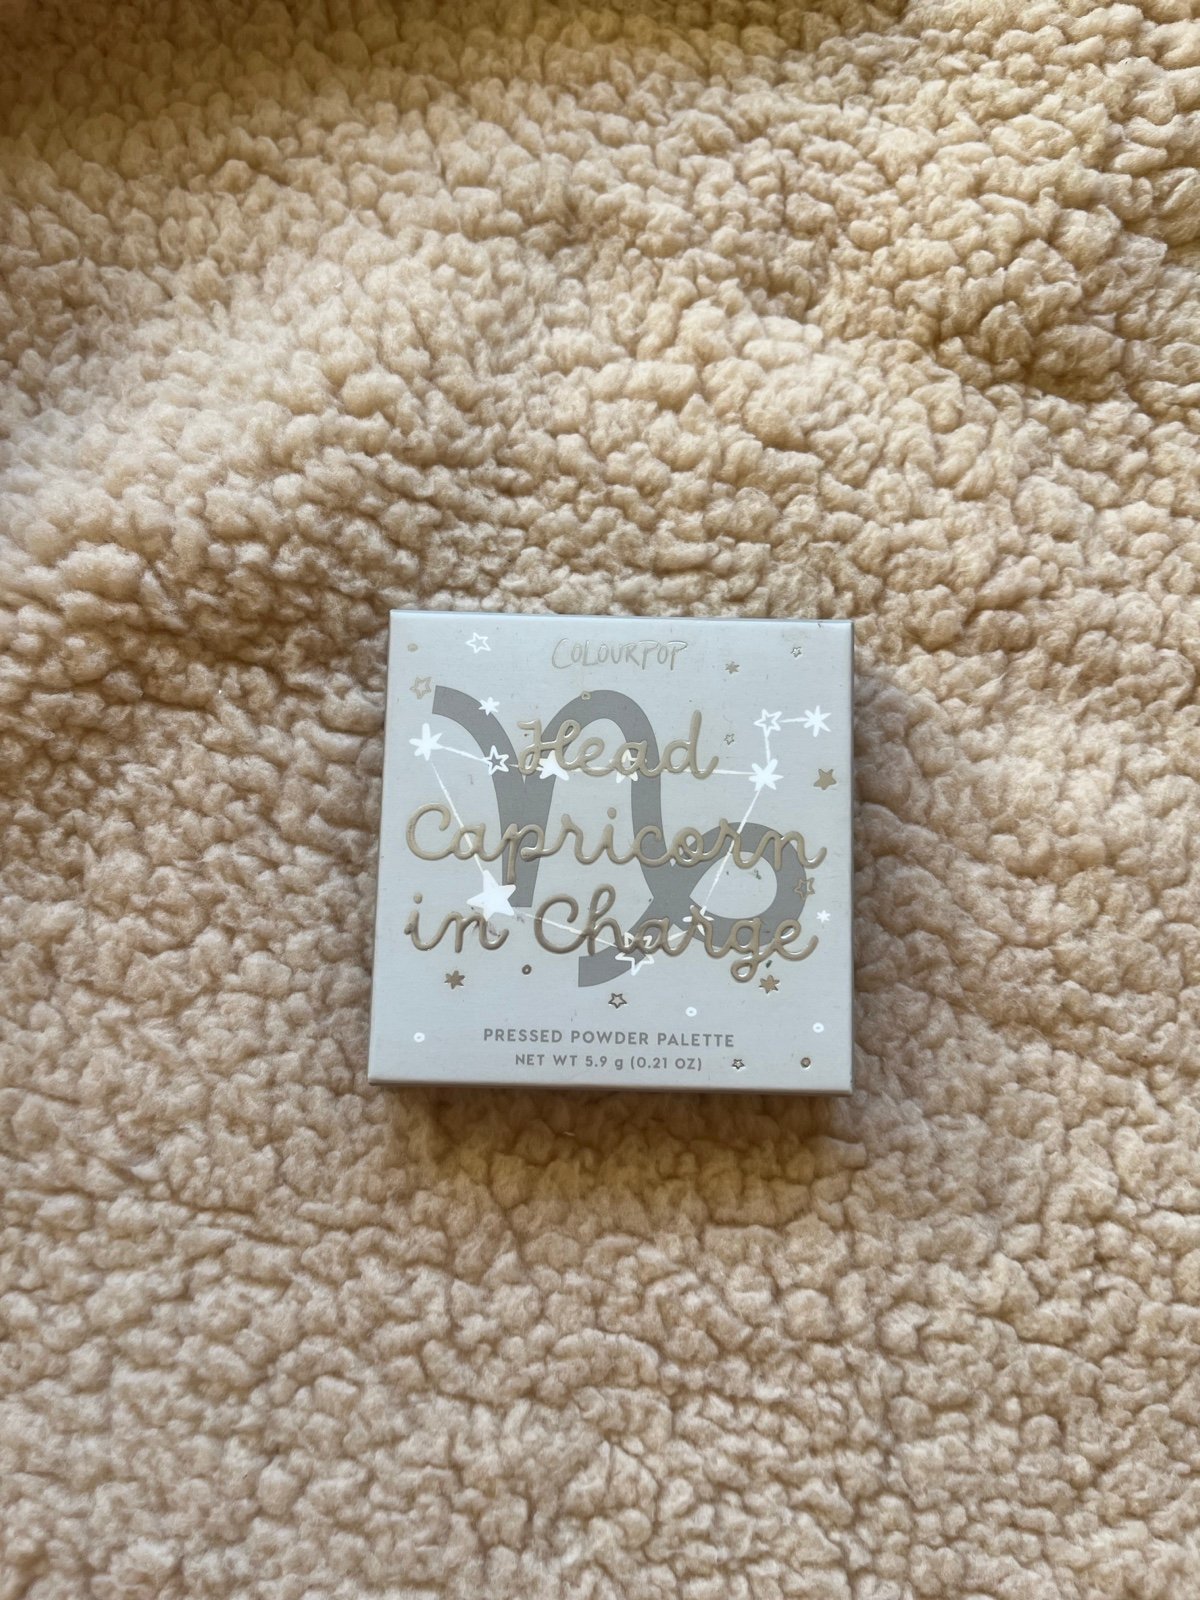 COLOURPOP
Head
Capricorn
in Charge
PRESSED POWDER PALETTE
NET WT 5.9 g (0.21 OZ)